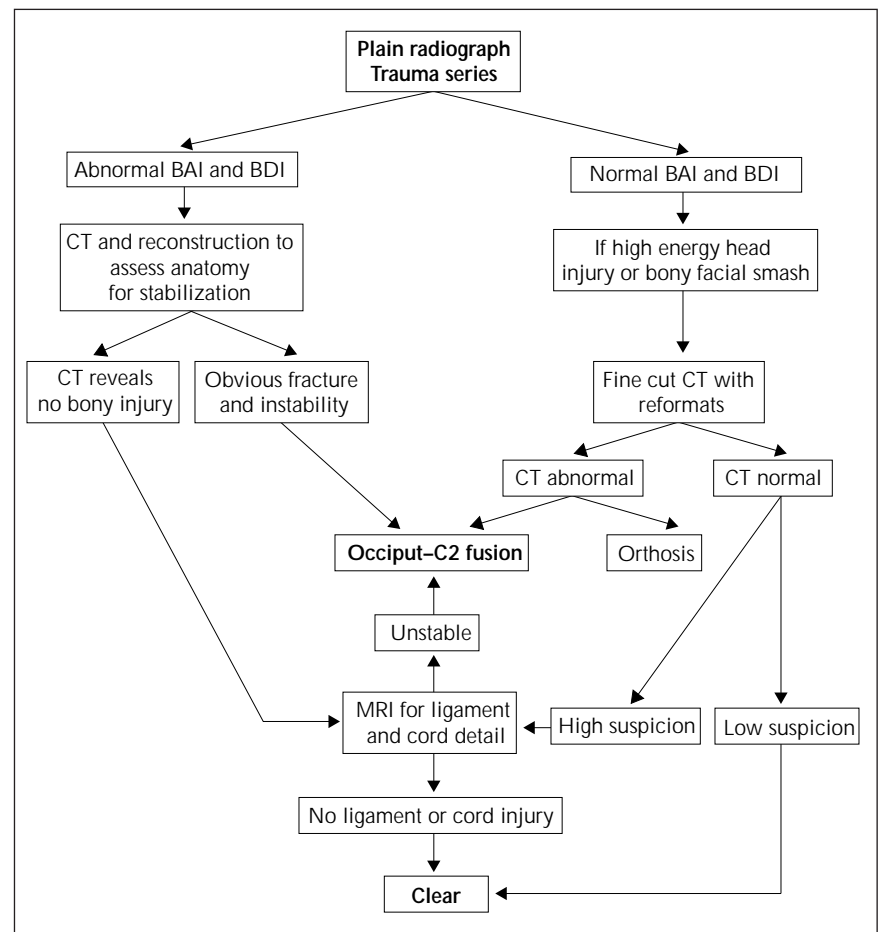 Plain radiograph
Trauma series
Abnormal BAI and BDI
Normal BAI and BDI
CT and reconstruction to
assess anatomy
for stabilization
If high energy head
injury or bony facial smash
CT reveals
no bony injury
Obvious fracture
and instability
Fine cut CT with
reformats
CT abnormal
CT normal
Occiput–C2 fusion
Orthosis
Unstable
MRI for ligament
and cord detail
High suspicion
Low suspicion
No ligament or cord injury
Clear